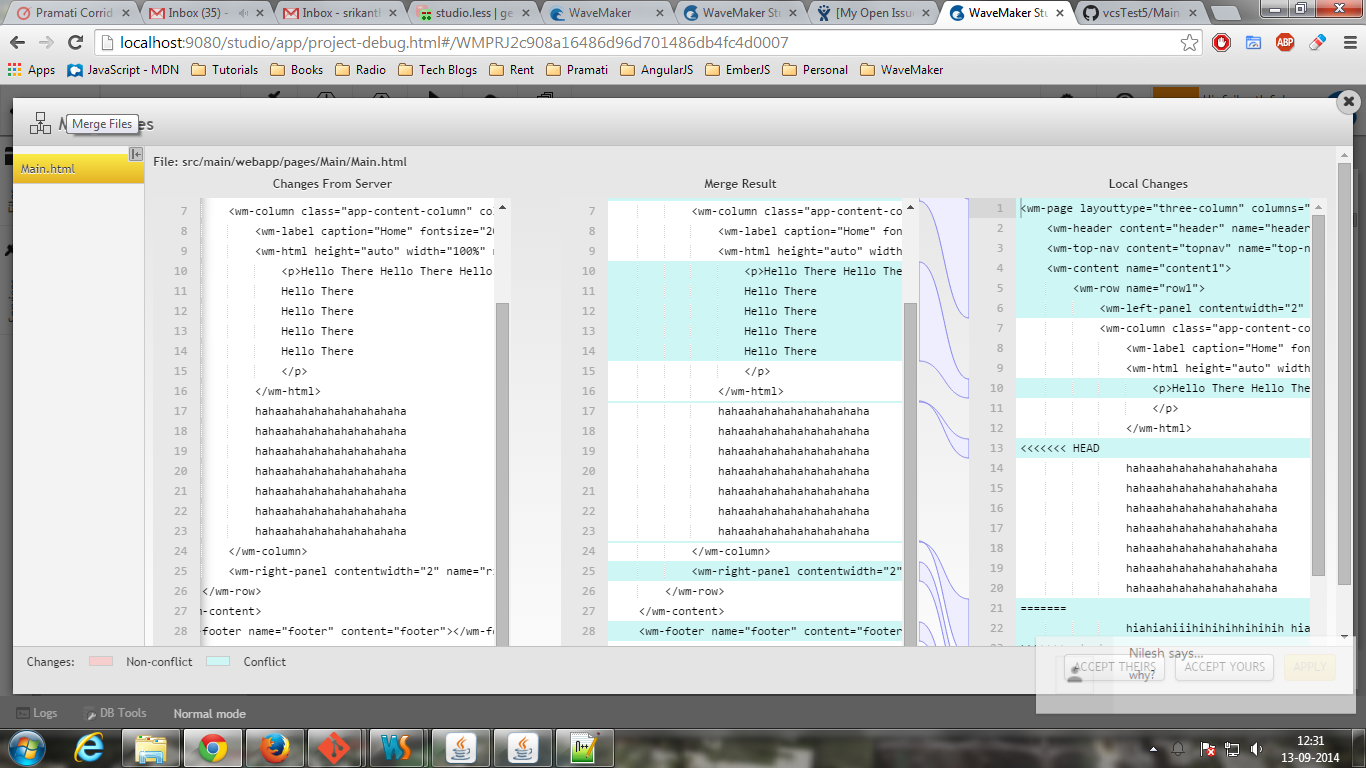 Pramati Corrid
Inbox (35) -
Inbox - srikanth
studio.less | ge
WaveMaker
WaveMaker Stu
[My Open Issue
WaveMaker Stu
vcsTest5/Main.
localhost:9080/studio/app/project-debug.html#/WMPRJ2c908a16486d96d701486db4fc4d0007
Apps
JavaScript - MDN
Tutorials
Books
Radio
Tech Blogs
Rent
Pramati
AngularJS
EmberJS
Personal
WaveMaker
Merge Files
Main.html
File: src/main/webapp/pages/Main/Main.html
Changes From Server
7 <wm-column class="app-content-column" co
8 <wm-label caption="Home" fontsize="20
9 <wm-html height="auto" width="100%"
10 <p>Hello There Hello There Hello
11 Hello There
12 Hello There
13 Hello There
14 Hello There
15 </p>
16 </wm-html>
17 hahaahahahahahahahahaha
18 hahaahahahahahahahahaha
19 hahaahahahahahahahahaha
20 hahaahahahahahahahahaha
21 hahaahahahahahahahahaha
22 hahaahahahahahahahahaha
23 hahaahahahahahahahahaha
24 </wm-column>
25 <wm-right-panel contentwidth="2" name="ri
26 </wm-row>
27 -content>
28 -footer name="footer" content="footer"></wm-fo
Merge Result
7 <wm-column class="app-content-co
8 <wm-label caption="Home" fon
9 <wm-html height="auto" width
10 <p>Hello There Hello The
11 Hello There
12 Hello There
13 Hello There
14 Hello There
15 </p>
16 </wm-html>
17 hahaahahahahahahahahaha
18 hahaahahahahahahahahaha
19 hahaahahahahahahahahaha
20 hahaahahahahahahahahaha
21 hahaahahahahahahahahaha
22 hahaahahahahahahahahaha
23 hahaahahahahahahahahaha
24 </wm-column>
25 <wm-right-panel contentwidth="2"
26 </wm-row>
27 </wm-content>
28 <wm-footer name="footer" content="footer
Local Changes
1 <wm-page layouttype="three-column" columns="
2 <wm-header content="header" name="header
3 <wm-top-nav content="topnav" name="top-n
4 <wm-content name="content1">
5 <wm-row name="row1">
6 <wm-left-panel contentwidth="2"
7 <wm-column class="app-content-co
8 <wm-label caption="Home" fon
9 <wm-html height="auto" width
10 <p>Hello There Hello The
11 </p>
12 </wm-html>
13 <<<<<<< HEAD
14 hahaahahahahahahahahaha
15 hahaahahahahahahahahaha
16 hahaahahahahahahahahaha
17 hahaahahahahahahahahaha
18 hahaahahahahahahahahaha
19 hahaahahahahahahahahaha
20 hahaahahahahahahahahaha
21 =======
22 hiahiahiiihihihihhihihih hia
Changes:
Non-conflict
Conflict
Nilesh says...
why?
ACCEPT THEIRS
ACCEPT YOURS
APPLY
Logs
DB Tools
Normal mode
12:31
13-09-2014